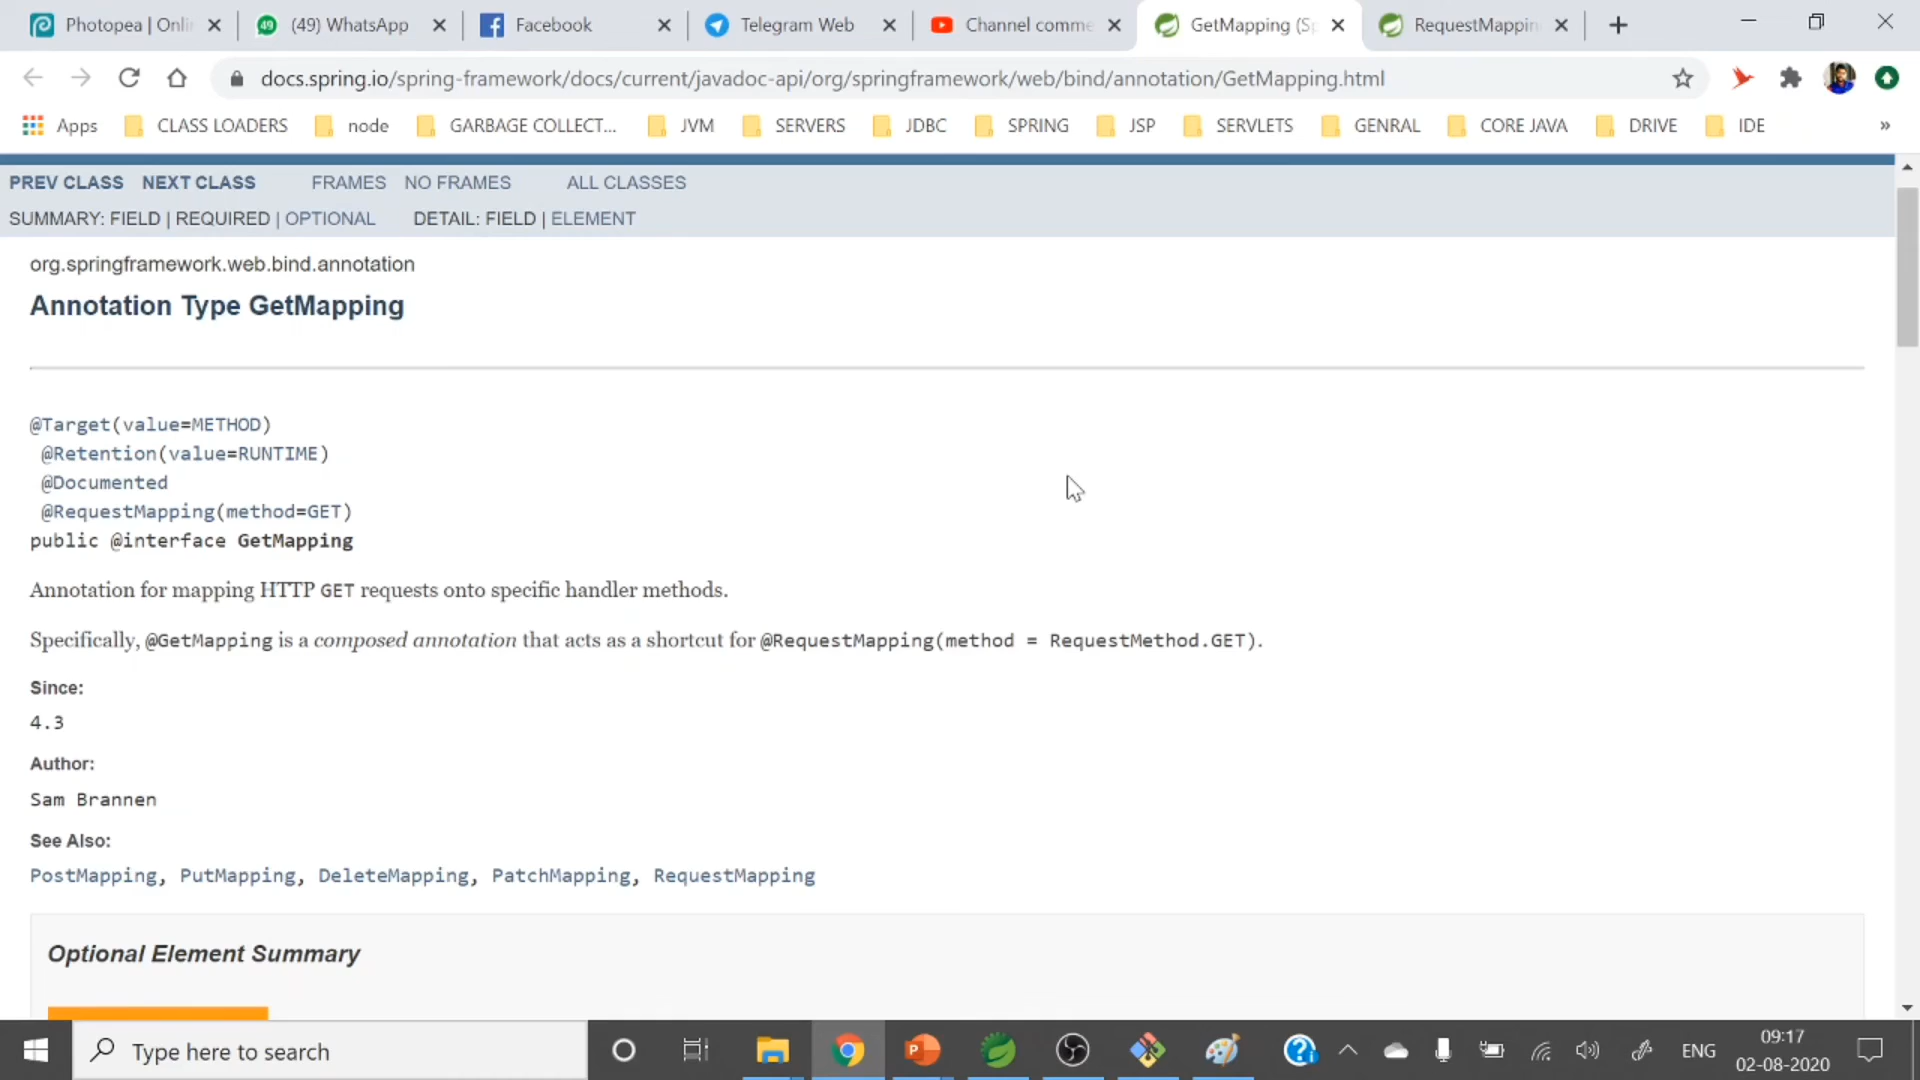 Photopea | Onli
(49) WhatsApp
Facebook
Telegram Web
Channel comme
GetMapping (Sp
RequestMappin
docs.spring.io/spring-framework/docs/current/javadoc-api/org/springframework/web/bind/annotation/GetMapping.html
Apps
CLASS LOADERS
node
GARBAGE COLLECT...
JVM
SERVERS
JDBC
SPRING
JSP
SERVLETS
GENRAL
CORE JAVA
DRIVE
IDE
»
PREV CLASS NEXT CLASS FRAMES NO FRAMES ALL CLASSES
SUMMARY: FIELD | REQUIRED | OPTIONAL DETAIL: FIELD | ELEMENT
org.springframework.web.bind.annotation
Annotation Type GetMapping
@Target(value=METHOD)
@Retention(value=RUNTIME)
@Documented
@RequestMapping(method=GET)
public @interface GetMapping
Annotation for mapping HTTP GET requests onto specific handler methods.
Specifically, @GetMapping is a composed annotation that acts as a shortcut for @RequestMapping(method = RequestMethod.GET).
Since:
4.3
Author:
Sam Brannen
See Also:
PostMapping, PutMapping, DeleteMapping, PatchMapping, RequestMapping
Optional Element Summary
Type here to search
ENG
09:17
02-08-2020